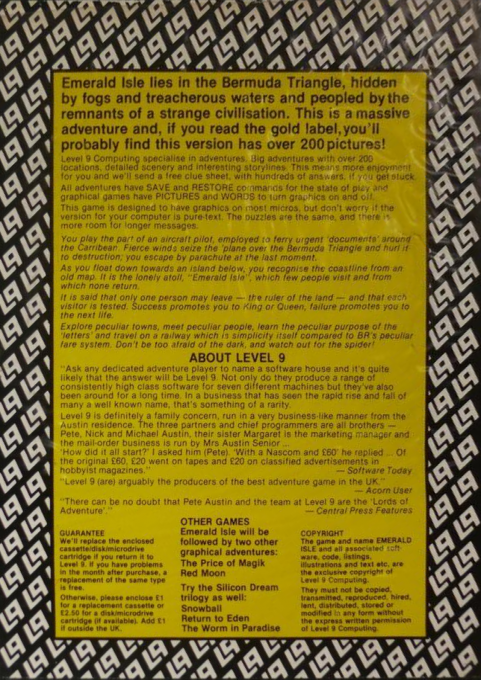 Emerald Isle lies in the Bermuda Triangle, hidden
by fogs and treacherous waters and peopled by the
remnants of a strange civilisation. This is a massive
adventure and, if you read the gold label, you'll
probably find this version has over 200 pictures!
Level 9 Computing specialise in adventures. Big adventures with over 200
locations, detailed scenery and interesting storylines. This means more enjoyment
for you and we'll send a free clue sheet, with hundreds of answers, if you get stuck.
All adventures have SAVE and RESTORE commands for the state of play and
graphical games have PICTURES and WORDS to turn graphics on and off.
This game is designed to have graphics on most micros, but don't worry if the
version for your computer is pure-text. The puzzles are the same, and there is
more room for longer messages.
You play the part of an aircraft pilot, employed to ferry urgent 'documents' around
the Carribean. Fierce winds seize the 'plane over the Bermuda Triangle and hurl it
to destruction; you escape by parachute at the last moment.
As you float down towards an island below, you recognise the coastline from an
old map. It is the lonely atoll, "Emerald Isle", which few people visit and from
which none return.
It is said that only one person may leave — the ruler of the land — and that each
visitor is tested. Success promotes you to King or Queen, failure promotes you to
the next life.
Explore peculiar towns, meet peculiar people, learn the peculiar purpose of the
'letters' and travel on a railway which is simplicity itself compared to BR's peculiar
fare system. Don't be too afraid of the dark, and watch out for the spider!
ABOUT LEVEL 9
"Ask any dedicated adventure player to name a software house and it's quite
likely that the answer will be Level 9. Not only do they produce a range of
consistently high class software for seven different machines but they've also
been around for a long time. In a business that has seen the rapid rise and fall of
many a well known name, that's something of a rarity.
Level 9 is definitely a family concern, run in a very business-like manner from the
Austin residence. The three partners and chief programmers are all brothers —
Pete, Nick and Michael Austin, their sister Margaret is the marketing manager and
the mail-order business is run by Mrs Austin Senior ...
'How did it all start?' I asked him (Pete). 'With a Nascom and £60' he replied ... Of
the original £60, £20 went on tapes and £20 on classified advertisements in
hobbyist magazines." — Software Today
"Level 9 (are) arguably the producers of the best adventure game in the UK."
— Acorn User
"There can be no doubt that Pete Austin and the team at Level 9 are the 'Lords of
Adventure'." — Central Press Features
GUARANTEE
We'll replace the enclosed
cassette/disk/microdrive
cartridge if you return it to
Level 9. If you have problems
in the month after purchase, a
replacement of the same type
is free.
Otherwise, please enclose £1
for a replacement cassette or
£2.50 for a disk/microdrive
cartridge (if available). Add £1
if outside the UK.
OTHER GAMES
Emerald Isle will be
followed by two other
graphical adventures:
The Price of Magik
Red Moon
Try the Silicon Dream
trilogy as well:
Snowball
Return to Eden
The Worm in Paradise
COPYRIGHT
The game and name EMERALD
ISLE and all associated soft-
ware, code, listings,
illustrations and text etc. are
the exclusive copyright of
Level 9 Computing.
They must not be copied,
transmitted, reproduced, hired,
lent, distributed, stored or
modified in any form without
the express written permission
of Level 9 Computing.